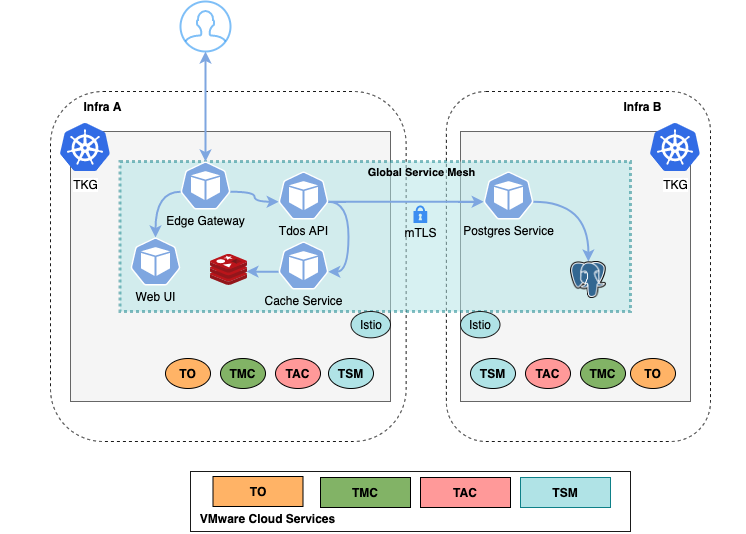 Infra A
Infra B
TKG
TKG
Global Service Mesh
Edge Gateway
Tdos API
mTLS
Postgres Service
Web UI
Cache Service
Istio
Istio
TO
TMC
TAC
TSM
TSM
TAC
TMC
TO
TO
TMC
TAC
TSM
VMware Cloud Services